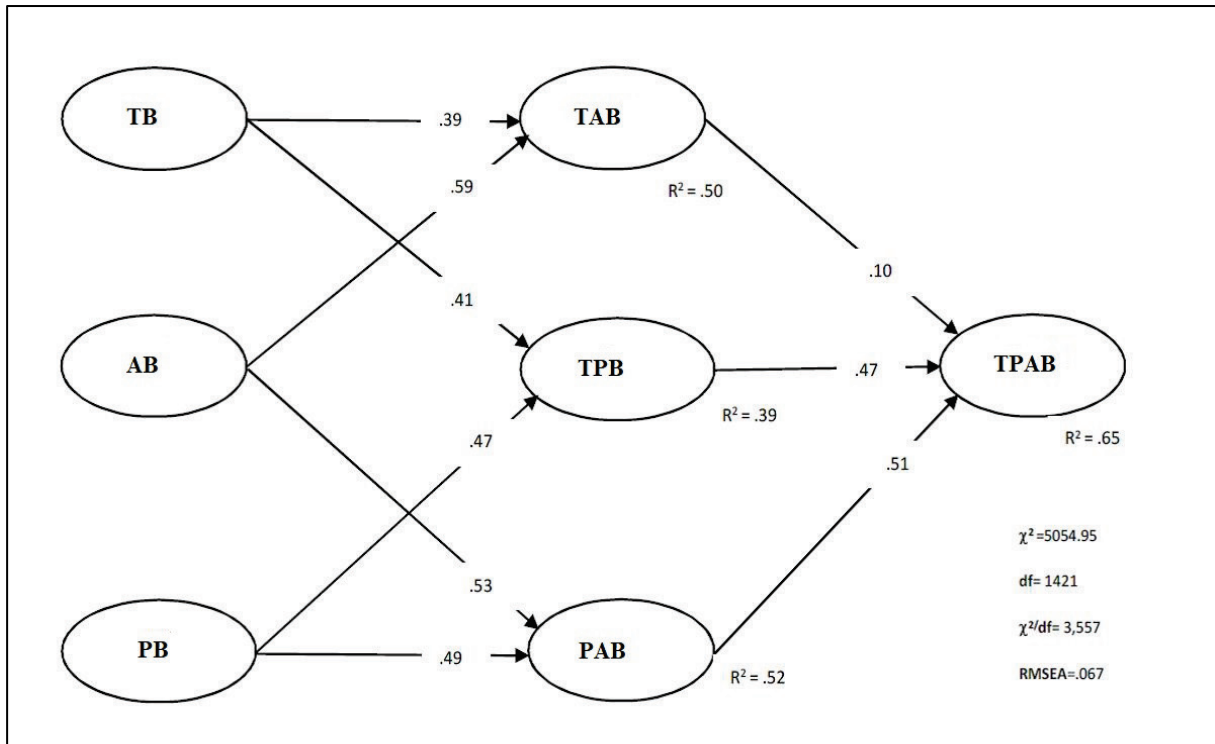 TB
.39
TAB
R² = .50
.59
.10
.41
AB
TPB
.47
TPAB
R² = .39
R² = .65
.47
.51
.53
PB
.49
PAB
R² = .52
χ² =5054.95
df= 1421
χ²/df= 3,557
RMSEA=.067